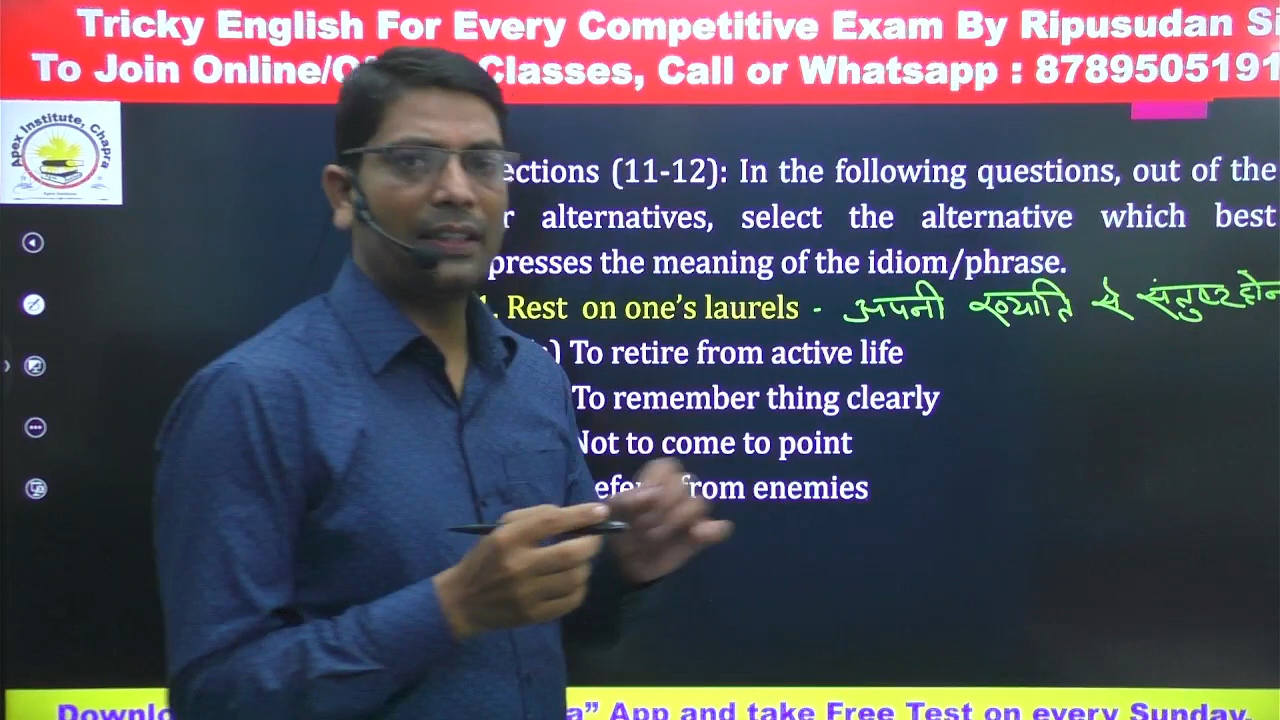 Tricky English For Every Competitive Exam By Ripusudan Si
To Join Online/O Classes, Call or Whatsapp : 8789505191
Apex Institute, Chapra
ections (11-12): In the following questions, out of the
r alternatives, select the alternative which best
presses the meaning of the idiom/phrase.
. Rest on one's laurels - अपनी ख्याति से संतुष्ट होन
) To retire from active life
To remember thing clearly
Not to come to point
efen from enemies
Downlo a" App and take Free Test on every Sunday.